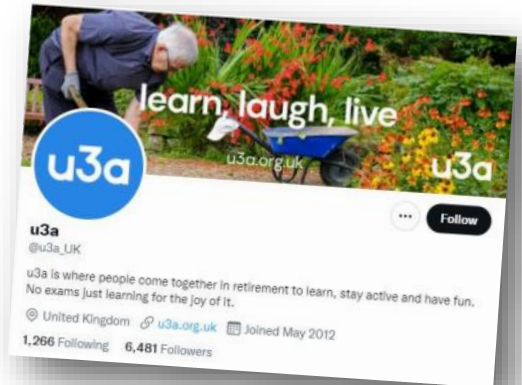 learn, laugh, live
u3a.org.uk
u3a
u3a
Follow
u3a
@u3a_UK
u3a is where people come together in retirement to learn, stay active and have fun.
No exams just learning for the joy of it.
United Kingdom u3a.org.uk Joined May 2012
1,266 Following 6,481 Followers